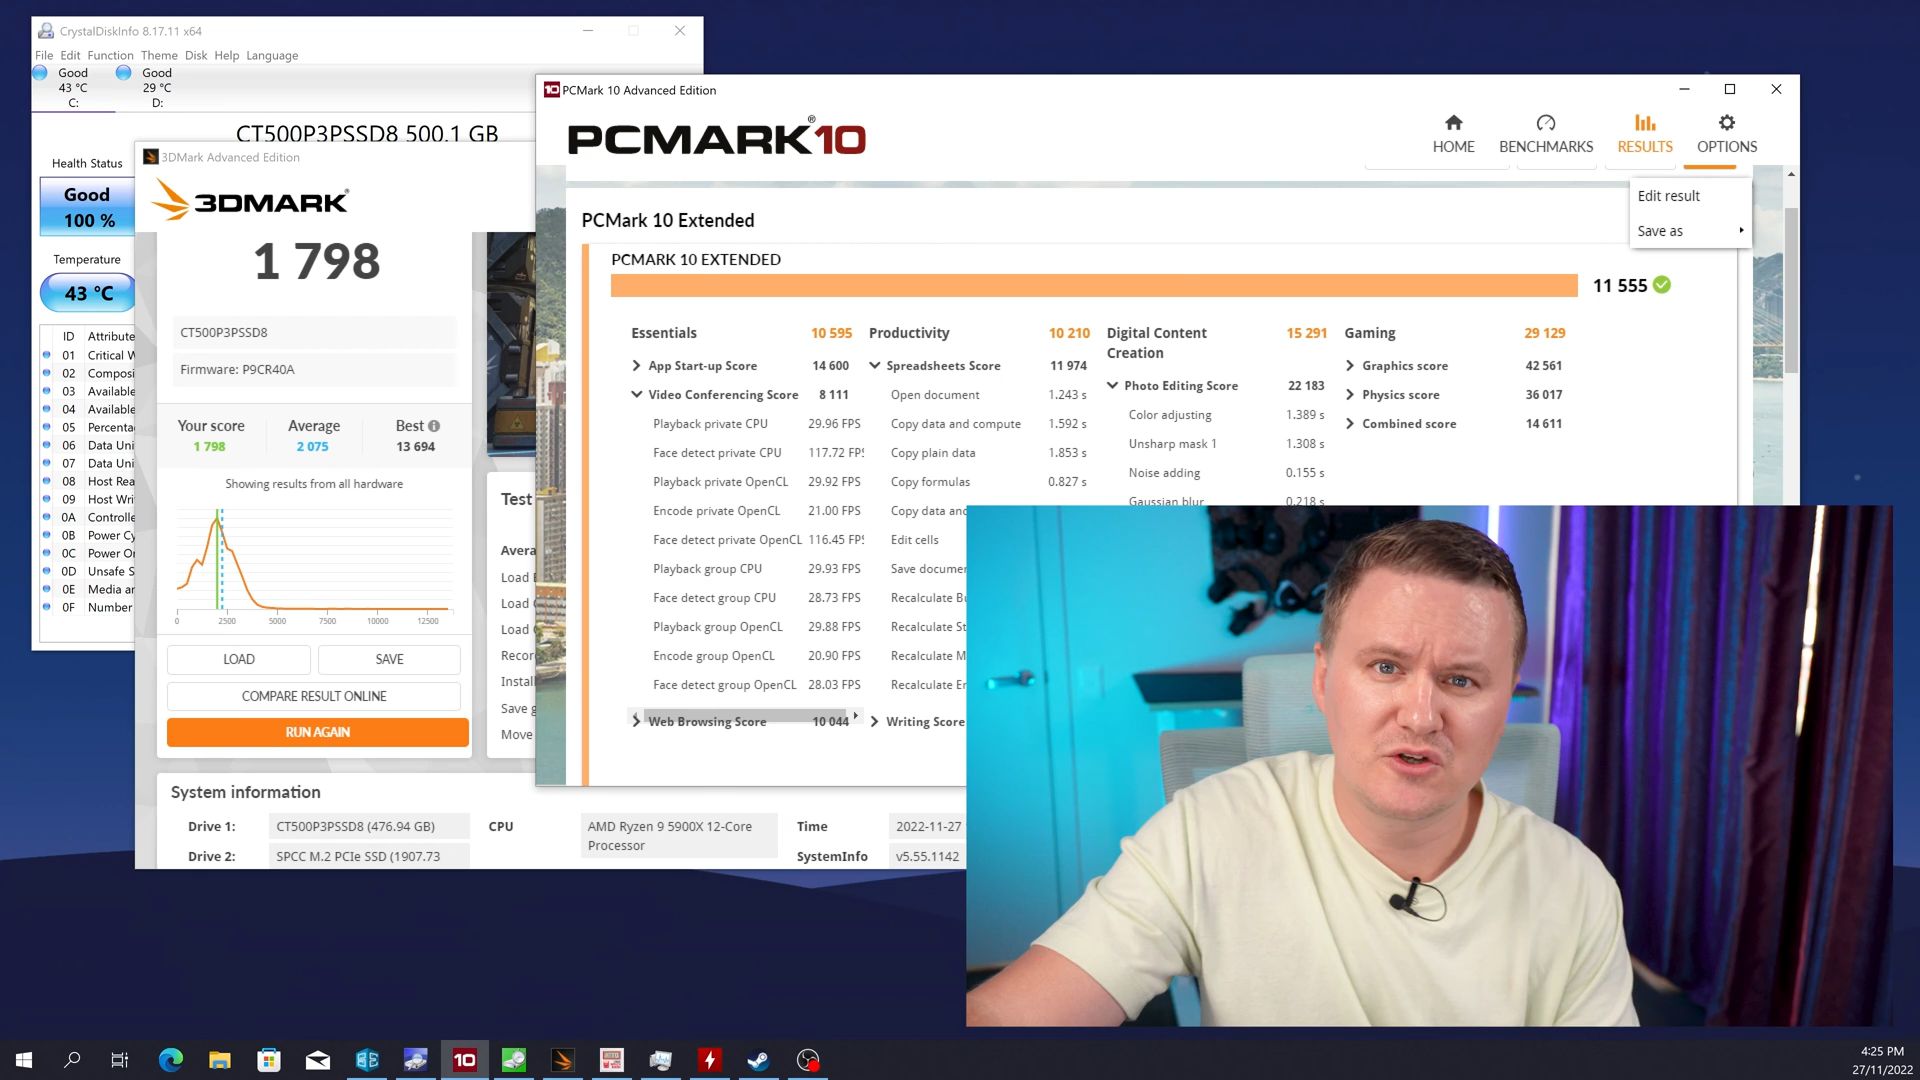 CrystalDiskInfo 8.17.11 x64
File Edit Function Theme Disk Help Language
Good
43 °C
C:
Good
29 °C
D:
CT500P3PSSD8 500.1 GB
Health Status
Good
100 %
Temperature
43 °C
ID Attribute
01 Critical W
02 Composi
03 Available
04 Available
05 Percenta
06 Data Uni
07 Data Uni
08 Host Rea
09 Host Wri
0A Controlle
0B Power Cy
0C Power On
0D Unsafe S
0E Media an
0F Number
3DMark Advanced Edition
3DMARK®
1 798
CT500P3PSSD8
Firmware: P9CR40A
Your score
1 798
Average
2 075
Best
13 694
Showing results from all hardware
0 2500 5000 7500 10000 12500
LOAD
SAVE
COMPARE RESULT ONLINE
RUN AGAIN
Test
Avera
Load
Load
Load
Recor
Instal
Save g
Move
System information
Drive 1: CT500P3PSSD8 (476.94 GB)
Drive 2: SPCC M.2 PCIe SSD (1907.73
CPU AMD Ryzen 9 5900X 12-Core
Processor
Time 2022-11-27
SystemInfo v5.55.1142
10 PCMark 10 Advanced Edition
PCMARK®10
HOME
BENCHMARKS
RESULTS
OPTIONS
Edit result
Save as
PCMark 10 Extended
PCMARK 10 EXTENDED
11 555
Essentials 10 595
App Start-up Score 14 600
Video Conferencing Score 8 111
Playback private CPU 29.96 FPS
Face detect private CPU 117.72 FPS
Playback private OpenCL 29.92 FPS
Encode private OpenCL 21.00 FPS
Face detect private OpenCL 116.45 FPS
Playback group CPU 29.93 FPS
Face detect group CPU 28.73 FPS
Playback group OpenCL 29.88 FPS
Encode group OpenCL 20.90 FPS
Face detect group OpenCL 28.03 FPS
Web Browsing Score 10 044
Productivity 10 210
Spreadsheets Score 11 974
Open document 1.243 s
Copy data and compute 1.592 s
Copy plain data 1.853 s
Copy formulas 0.827 s
Copy data and
Edit cells
Save documen
Recalculate
Recalculate St
Recalculate M
Recalculate
Writing Score
Digital Content
Creation
15 291
Photo Editing Score 22 183
Color adjusting 1.389 s
Unsharp mask 1 1.308 s
Noise adding 0.155 s
Gaussian blur 0.218 s
Gaming 29 129
Graphics score 42 561
Physics score 36 017
Combined score 14 611
10
4:25 PM
27/11/2022